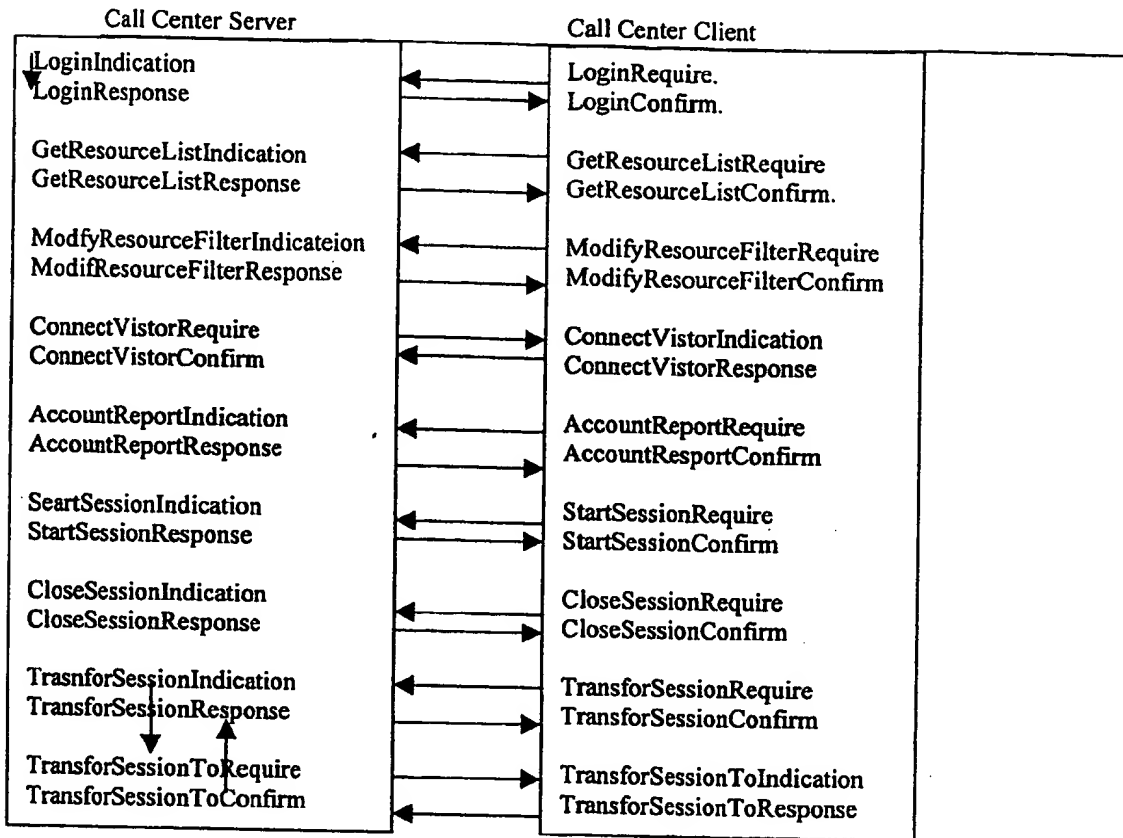 Call Center Server
Call Center Client
LoginIndication
LoginResponse
GetResourceListIndication
GetResourceListResponse
ModfyResourceFilterIndicateion
ModifResourceFilterResponse
ConnectVistorRequire
ConnectVistorConfirm
AccountReportIndication
AccountReportResponse
SeartSessionIndication
StartSessionResponse
CloseSessionIndication
CloseSessionResponse
TrasnforSessionIndication
TransforSessionResponse
TransforSessionToRequire
TransforSessionToConfirm
LoginRequire.
LoginConfirm.
GetResourceListRequire
GetResourceListConfirm.
ModifyResourceFilterRequire
ModifyResourceFilterConfirm
ConnectVistorIndication
ConnectVistorResponse
AccountReportRequire
AccountResportConfirm
StartSessionRequire
StartSessionConfirm
CloseSessionRequire
CloseSessionConfirm
TransforSessionRequire
TransforSessionConfirm
TransforSessionToIndication
TransforSessionToResponse